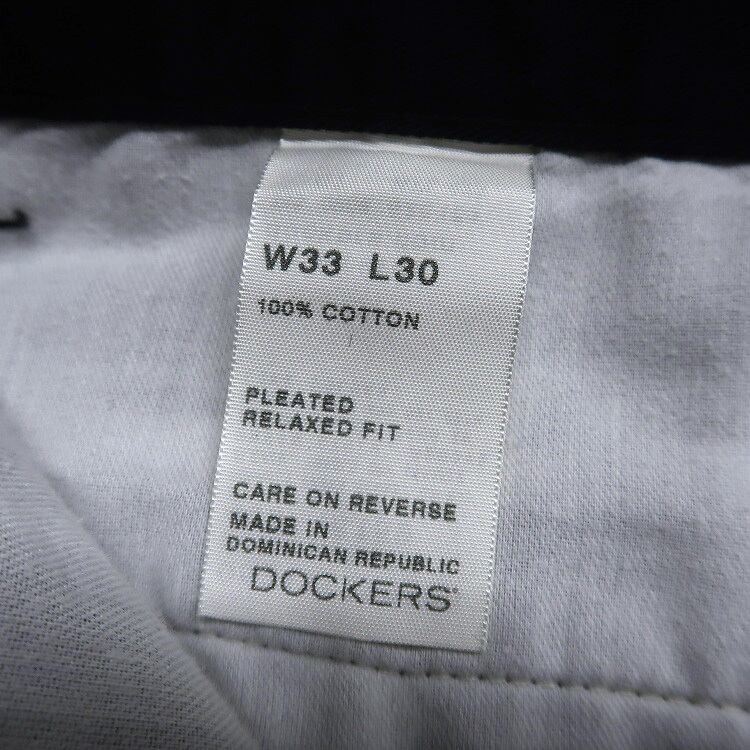 W33 L30
100% COTTON
PLEATED
RELAXED FIT
CARE ON REVERSE
MADE IN
DOMINICAN REPUBLIC
DOCKERS